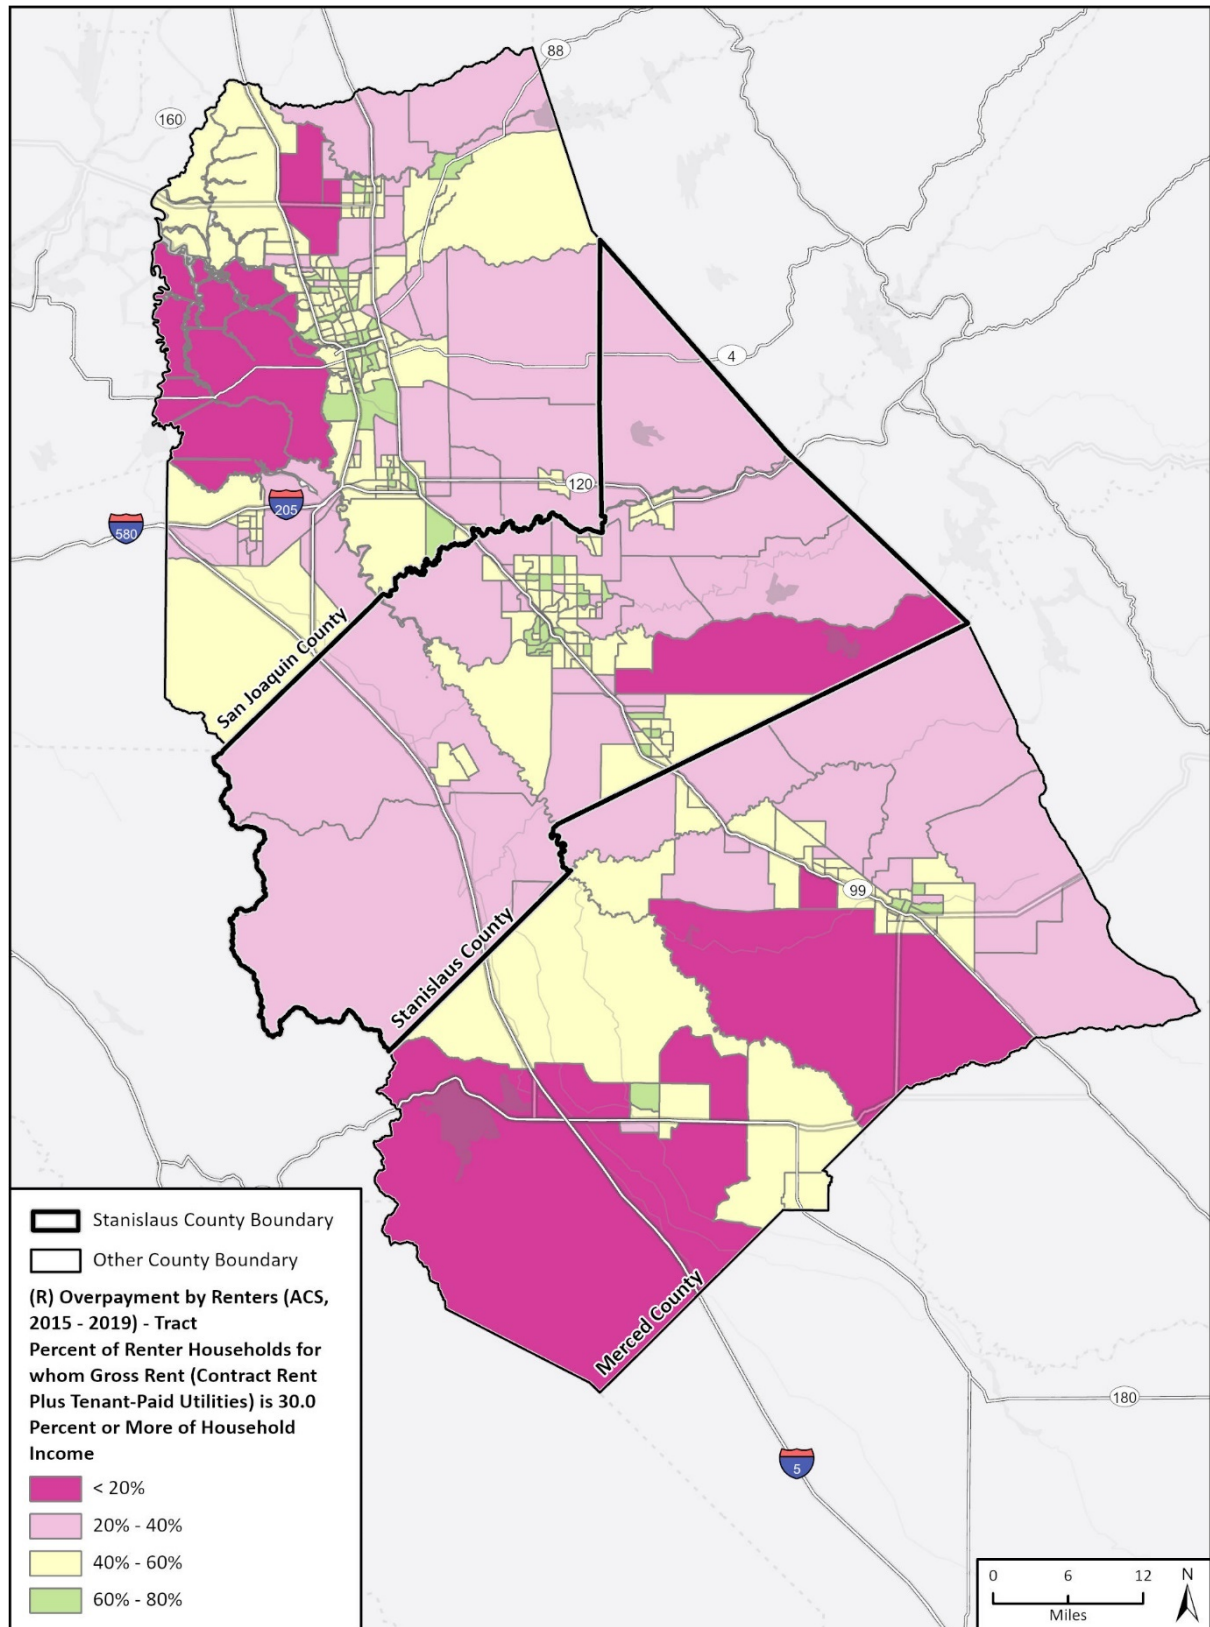 88
160
4
120
205
580
San Joaquin County
99
Stanislaus County
Merced County
180
5
Stanislaus County Boundary
Other County Boundary
(R) Overpayment by Renters (ACS,
2015 - 2019) - Tract
Percent of Renter Households for
whom Gross Rent (Contract Rent
Plus Tenant-Paid Utilities) is 30.0
Percent or More of Household
Income
< 20%
20% - 40%
40% - 60%
60% - 80%
0 6 12
Miles
N